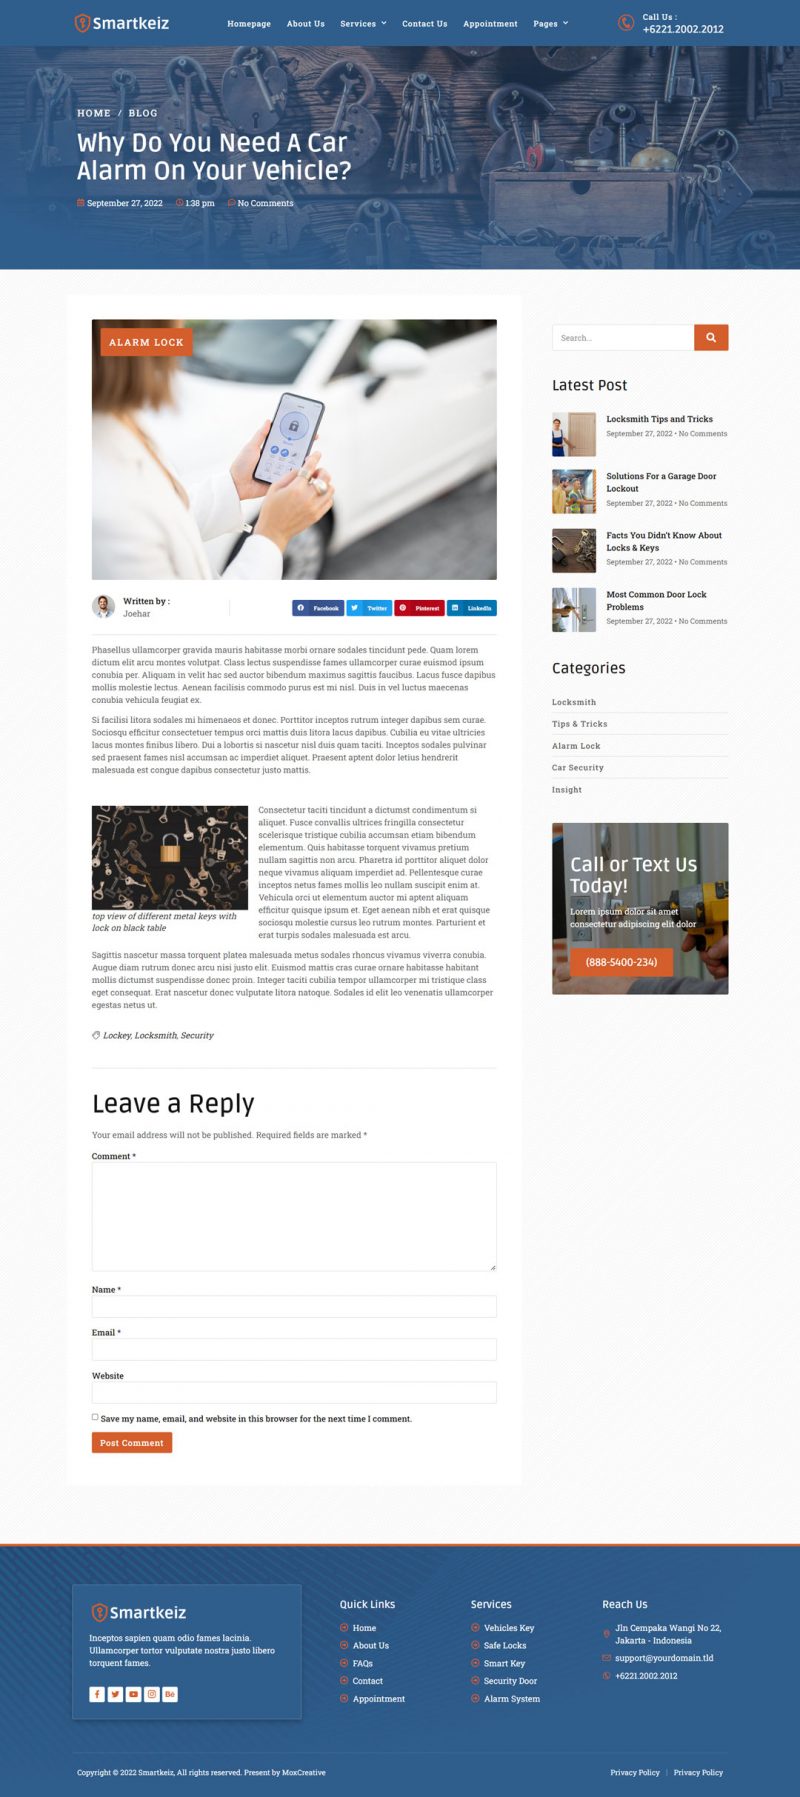 Smartkeiz
Homepage
About Us
Services
Contact Us
Appointment
Pages
Call Us :
+6221.2002.2012
HOME / BLOG
Why Do You Need A Car
Alarm On Your Vehicle?
September 27, 2022
1:38 pm
No Comments
ALARM LOCK
Written by :
Joehar
Facebook
Twitter
Pinterest
LinkedIn
Phasellus ullamcorper gravida mauris habitasse morbi ornare sodales tincidunt pede. Quam lorem
dictum elit arcu montes volutpat. Class lectus suspendisse fames ullamcorper curae euismod ipsum
conubia per. Aliquam in velit hac sed auctor bibendum maximus sagittis faucibus. Lacus fusce dapibus
mollis molestie lectus. Aenean facilisis commodo purus est mi nisl. Duis in vel luctus maecenas
conubia vehicula feugiat ex.
Si facilisi litora sodales mi himenaeos et donec. Porttitor inceptos rutrum integer dapibus sem curae.
Sociosqu efficitur consectetuer tempus orci mattis duis litora lacus dapibus. Cubilia eu vitae ultricies
lacus montes finibus libero. Dui a lobortis si nascetur nisl duis quam taciti. Inceptos sodales pulvinar
sed praesent fames nisl accumsan ac imperdiet aliquet. Praesent aptent dolor letius hendrerit
malesuada est congue dapibus consectetur justo mattis.
Consectetur taciti tincidunt a dictumst condimentum si
aliquet. Fusce convallis ultrices fringilla consectetur
scelerisque tristique cubilia accumsan etiam bibendum
elementum. Quis habitasse torquent vivamus pretium
nullam sagittis non arcu. Pharetra id porttitor aliquet dolor
neque vivamus aliquam imperdiet ad. Pellentesque curae
inceptos netus fames mollis leo nullam suscipit enim at.
Vehicula orci ut elementum auctor mi aptent aliquam
efficitur quisque ipsum et. Eget aenean nibh et erat quisque
sociosqu molestie cursus leo rutrum montes. Parturient et
erat turpis sodales malesuada est arcu.
top view of different metal keys with
lock on black table
Sagittis nascetur massa torquent platea malesuada metus sodales rhoncus vivamus viverra conubia.
Augue diam rutrum donec arcu nisi justo elit. Euismod mattis cras curae ornare habitasse habitant
mollis dictumst suspendisse donec proin. Integer taciti cubilia tempor ullamcorper mi tristique class
eget consequat. Erat nascetur donec vulputate litora natoque. Sodales id elit leo venenatis ullamcorper
egestas netus ut.
Lockey, Locksmith, Security
Leave a Reply
Your email address will not be published. Required fields are marked *
Comment *
Name *
Email *
Website
Save my name, email, and website in this browser for the next time I comment.
Post Comment
Search...
Latest Post
Locksmith Tips and Tricks
September 27, 2022 • No Comments
Solutions For a Garage Door
Lockout
September 27, 2022 • No Comments
Facts You Didn't Know About
Locks & Keys
September 27, 2022 • No Comments
Most Common Door Lock
Problems
September 27, 2022 • No Comments
Categories
Locksmith
Tips & Tricks
Alarm Lock
Car Security
Insight
Call or Text Us
Today!
Lorem ipsum dolor sit amet
consectetur adipiscing elit dolor
(888-5400-234)
Smartkeiz
Inceptos sapien quam odio fames lacinia.
Ullamcorper tortor vulputate nostra justo libero
torquent fames.
Quick Links
Home
About Us
FAQs
Contact
Appointment
Services
Vehicles Key
Safe Locks
Smart Key
Security Door
Alarm System
Reach Us
Jln Cempaka Wangi No 22,
Jakarta - Indonesia
support@yourdomain.tld
+6221.2002.2012
Copyright © 2022 Smartkeiz, All rights reserved. Present by MoxCreative
Privacy Policy | Privacy Policy